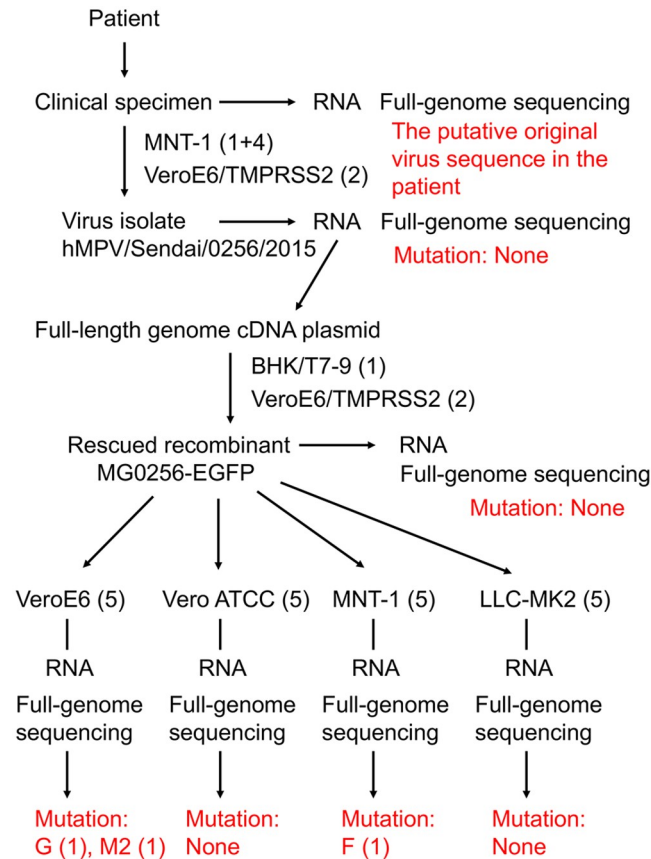 Patient
Clinical specimen
RNA
Full-genome sequencing
The putative original
virus sequence in the
patient
MNT-1 (1+4)
VeroE6/TMPRSS2 (2)
Virus isolate
hMPV/Sendai/0256/2015
RNA
Full-genome sequencing
Mutation: None
Full-length genome cDNA plasmid
BHK/T7-9 (1)
VeroE6/TMPRSS2 (2)
Rescued recombinant
MG0256-EGFP
RNA
Full-genome sequencing
Mutation: None
VeroE6 (5)
RNA
Full-genome
sequencing
Mutation:
G (1), M2 (1)
Vero ATCC (5)
RNA
Full-genome
sequencing
Mutation:
None
MNT-1 (5)
RNA
Full-genome
sequencing
Mutation:
F (1)
LLC-MK2 (5)
RNA
Full-genome
sequencing
Mutation:
None